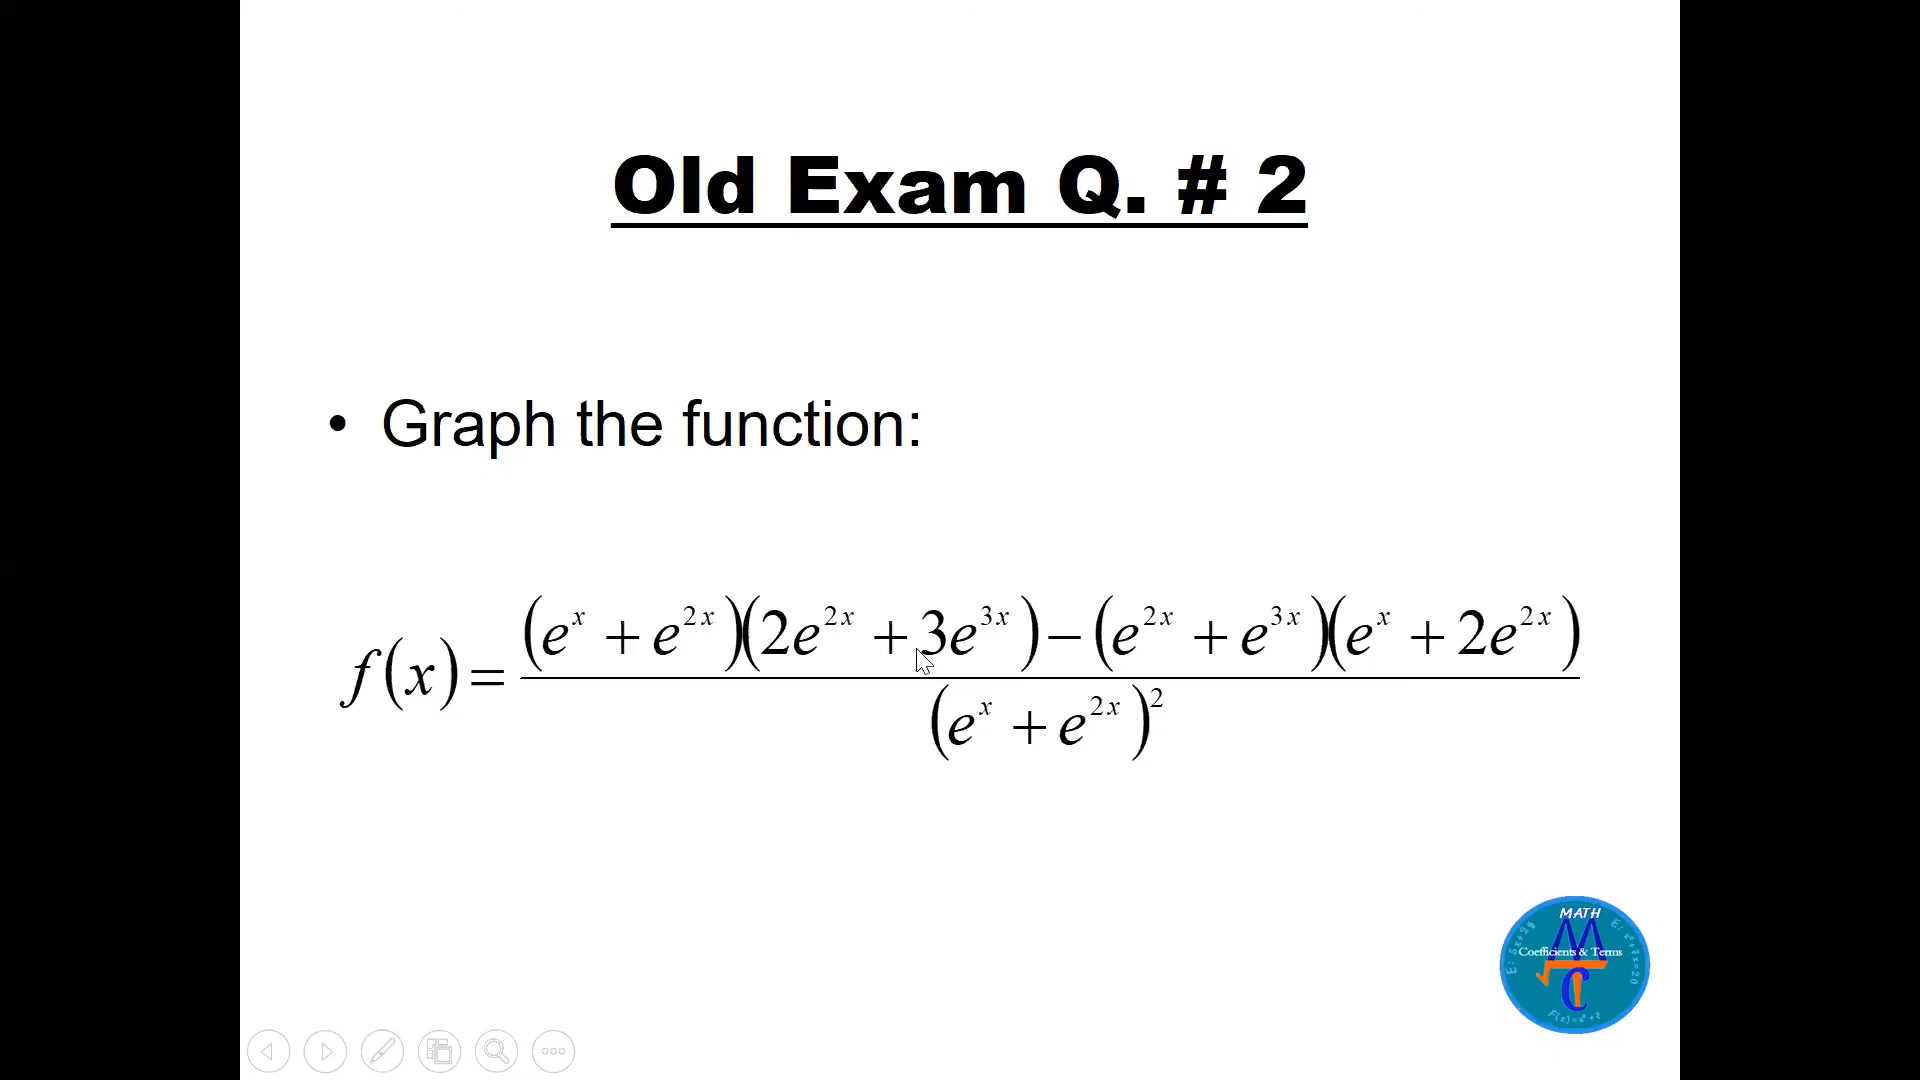 Old Exam Q. # 2
• Graph the function:
f(x) = ((e^x + e^{2x})(2e^{2x} + 3e^{3x}) − (e^{2x} + e^{3x})(e^x + 2e^{2x})) / (e^x + e^{2x})^2
MATH
Coefficients & Terms